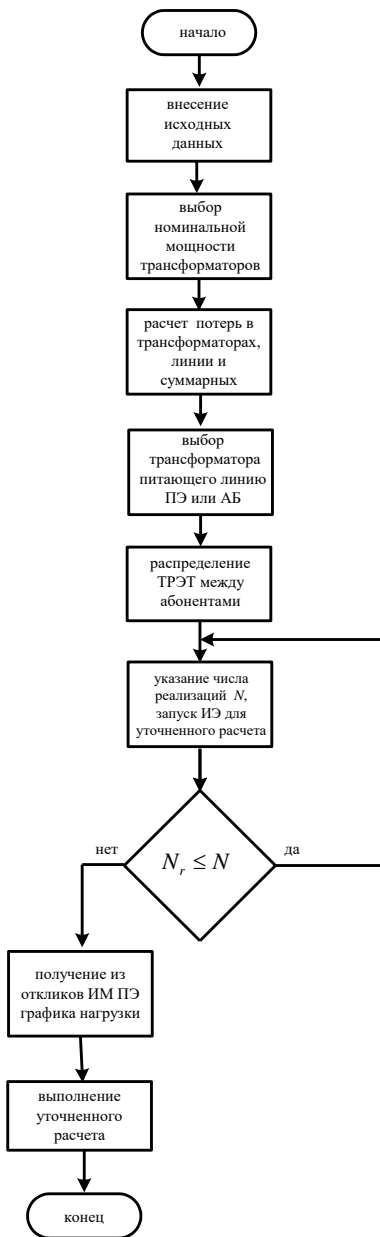 начало
внесение
исходных
данных
выбор
номинальной
мощности
трансформаторов
расчет потерь в
трансформаторах,
линии и
суммарных
выбор
трансформатора
питающего линию
ПЭ или АБ
распределение
ТРЭТ между
абонентами
указание числа
реализаций N,
запуск ИЭ для
уточненного расчета
нет
N_r ≤ N
да
получение из
откликов ИМ ПЭ
графика нагрузки
выполнение
уточненного
расчета
конец